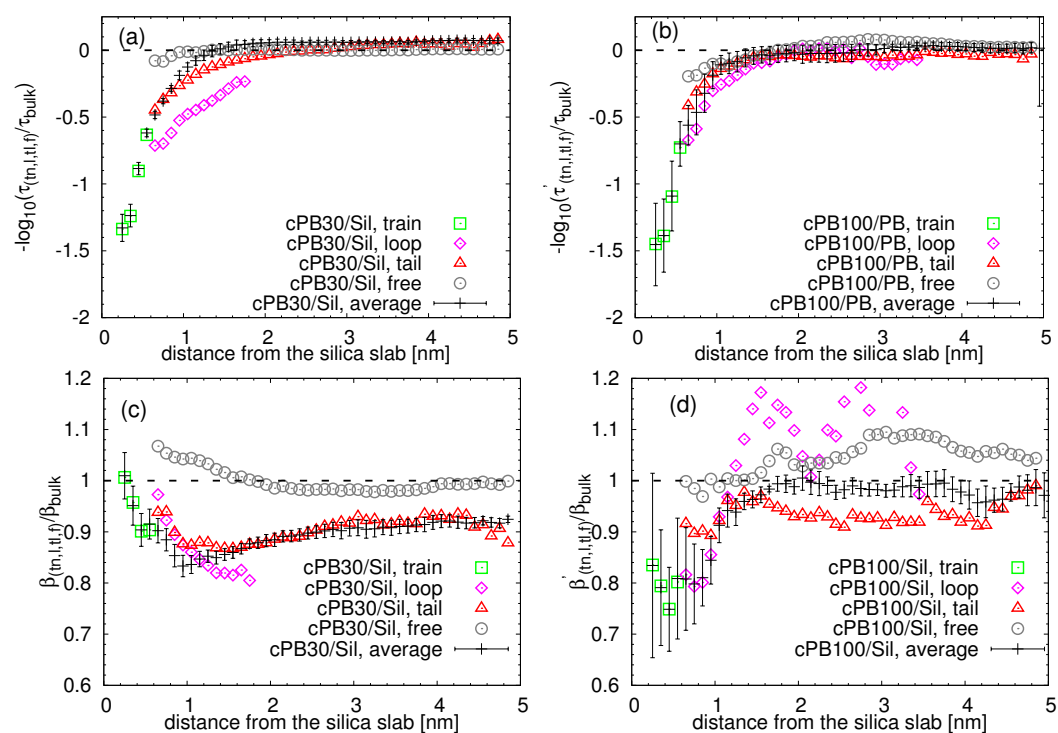 (a)
0
-0.5
-1
-1.5
-2
-log10(τ(tn,l,tl,f)/τbulk)
cPB30/Sil, train
cPB30/Sil, loop
cPB30/Sil, tail
cPB30/Sil, free
cPB30/Sil, average
0 1 2 3 4 5
distance from the silica slab [nm]
(b)
0
-0.5
-1
-1.5
-2
-log10(τ'(tn,l,tl,f)/τbulk)
cPB100/PB, train
cPB100/PB, loop
cPB100/PB, tail
cPB100/PB, free
cPB100/PB, average
0 1 2 3 4 5
distance from the silica slab [nm]
(c)
1.2
1.1
1
0.9
0.8
0.7
0.6
β(tn,l,tl,f)/βbulk
cPB30/Sil, train
cPB30/Sil, loop
cPB30/Sil, tail
cPB30/Sil, free
cPB30/Sil, average
0 1 2 3 4 5
distance from the silica slab [nm]
(d)
1.2
1.1
1
0.9
0.8
0.7
0.6
β'(tn,l,tl,f)/βbulk
cPB100/Sil, train
cPB100/Sil, loop
cPB100/Sil, tail
cPB100/Sil, free
cPB100/Sil, average
0 1 2 3 4 5
distance from the silica slab [nm]